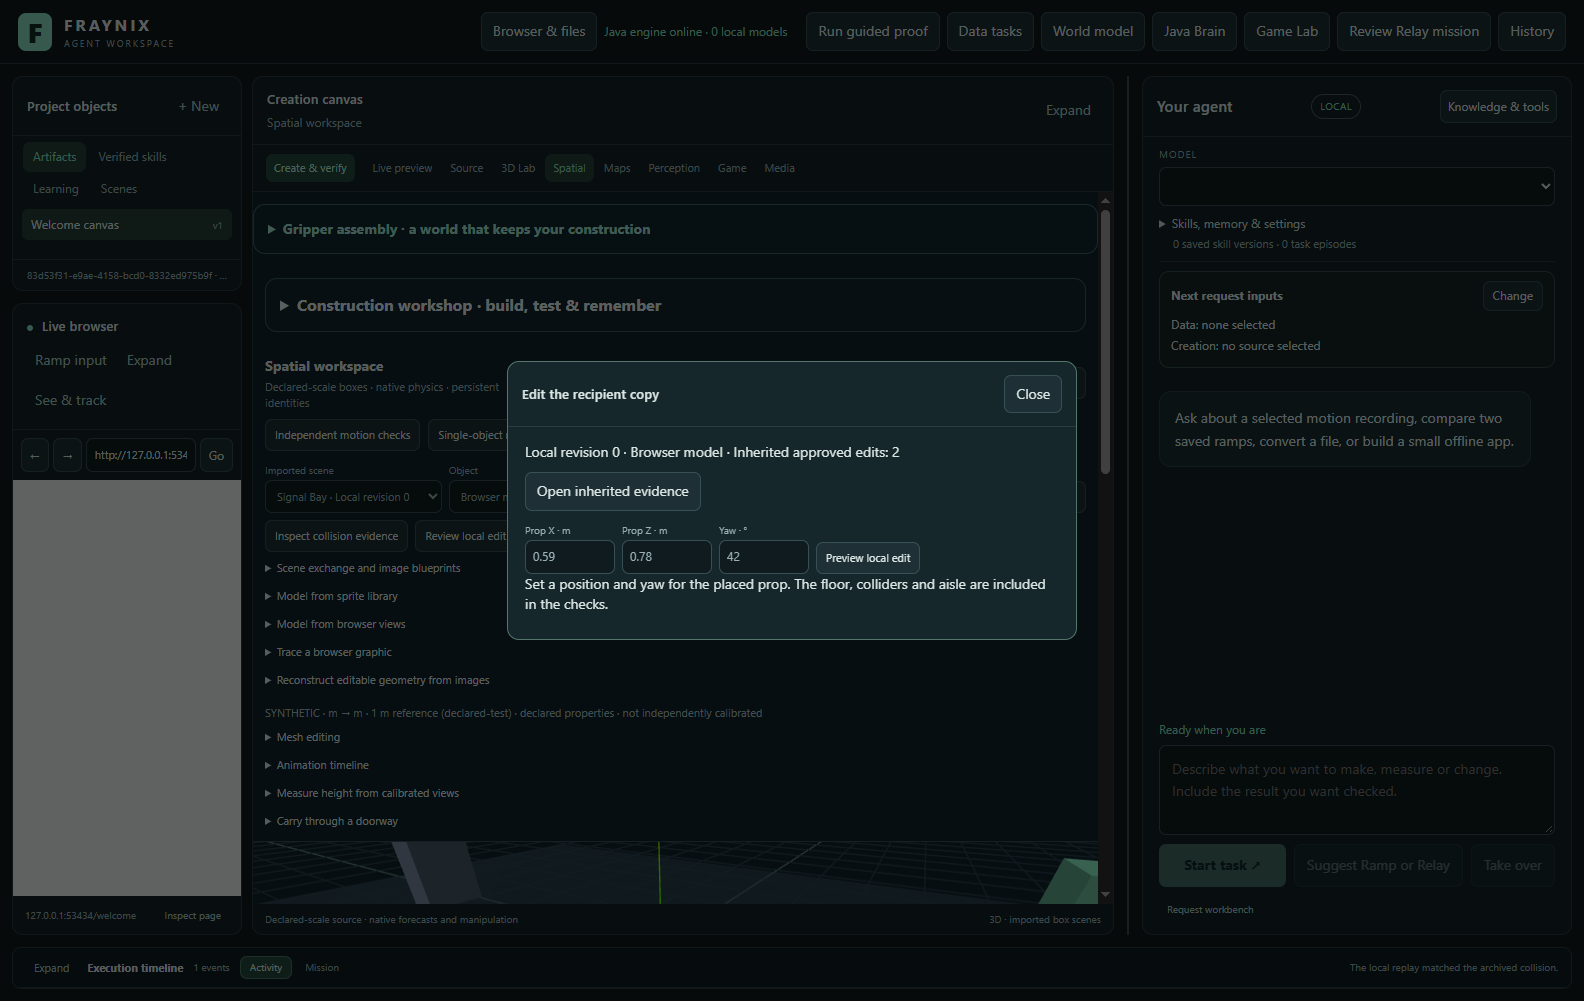 F FRAYNIX
AGENT WORKSPACE
Browser & files
Java engine online · 0 local models
Run guided proof
Data tasks
World model
Java Brain
Game Lab
Review Relay mission
History
Project objects
+ New
Artifacts
Verified skills
Learning
Scenes
Welcome canvas
v1
83d53f31-e9ae-4158-bcd0-8332ed975b9f · ...
Live browser
Ramp input
Expand
See & track
←
→
http://127.0.0.1:534
Go
127.0.0.1:53434/welcome
Inspect page
Creation canvas
Spatial workspace
Expand
Create & verify
Live preview
Source
3D Lab
Spatial
Maps
Perception
Game
Media
Gripper assembly · a world that keeps your construction
Construction workshop · build, test & remember
Spatial workspace
Declared-scale boxes · native physics · persistent
identities
Independent motion checks
Single-object
Imported scene
Object
Signal Bay · Local revision 0
Browser
Inspect collision evidence
Review local edit
Scene exchange and image blueprints
Model from sprite library
Model from browser views
Trace a browser graphic
Reconstruct editable geometry from images
SYNTHETIC · m → m · 1 m reference (declared-test) · declared properties · not independently calibrated
Mesh editing
Animation timeline
Measure height from calibrated views
Carry through a doorway
Declared-scale source · native forecasts and manipulation
3D · imported box scenes
Edit the recipient copy
Close
Local revision 0 · Browser model · Inherited approved edits: 2
Open inherited evidence
Prop X · m
Prop Z · m
Yaw · °
0.59
0.78
42
Preview local edit
Set a position and yaw for the placed prop. The floor, colliders and aisle are included
in the checks.
Your agent
LOCAL
Knowledge & tools
MODEL
Skills, memory & settings
0 saved skill versions · 0 task episodes
Next request inputs
Change
Data: none selected
Creation: no source selected
Ask about a selected motion recording, compare two
saved ramps, convert a file, or build a small offline app.
Ready when you are
Describe what you want to make, measure or change.
Include the result you want checked.
Start task ↗
Suggest Ramp or Relay
Take over
Request workbench
Expand
Execution timeline
1 events
Activity
Mission
The local replay matched the archived collision.